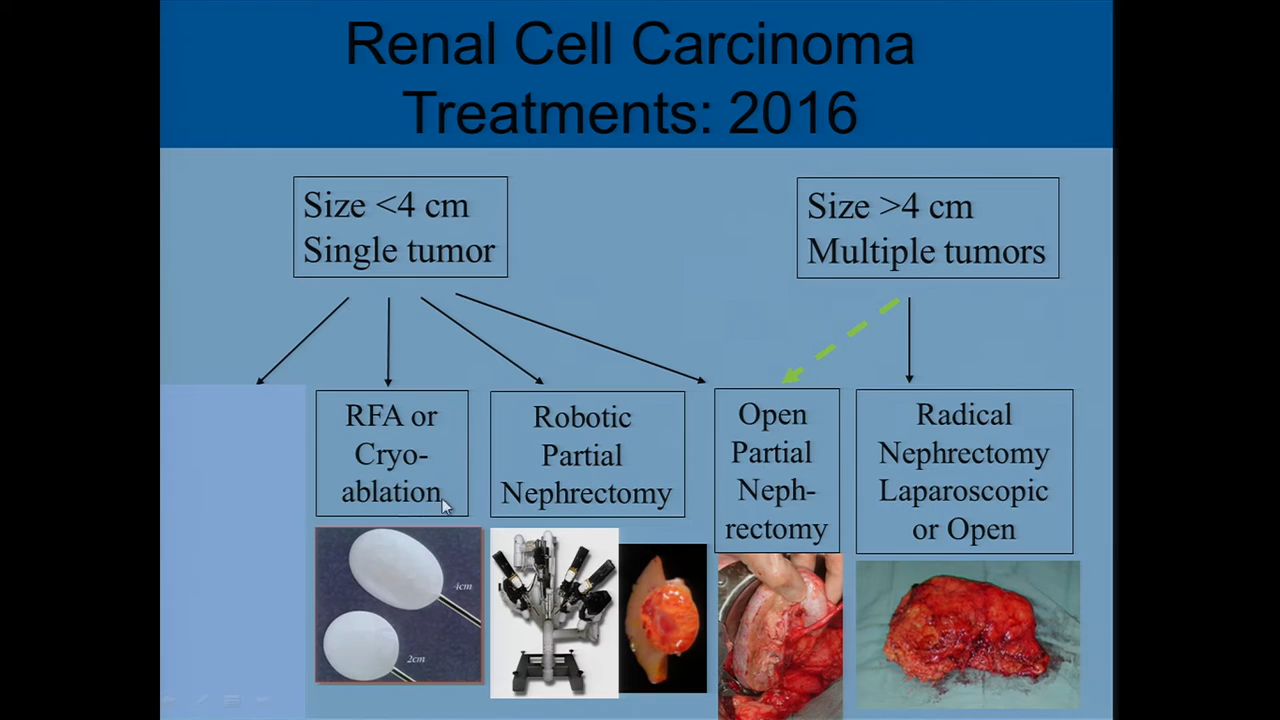 Renal Cell Carcinoma
Treatments: 2016
Size <4 cm
Single tumor
Size >4 cm
Multiple tumors
RFA or
Cryo-
ablation
Robotic
Partial
Nephrectomy
Open
Partial
Neph-
rectomy
Radical
Nephrectomy
Laparoscopic
or Open
4cm
2cm